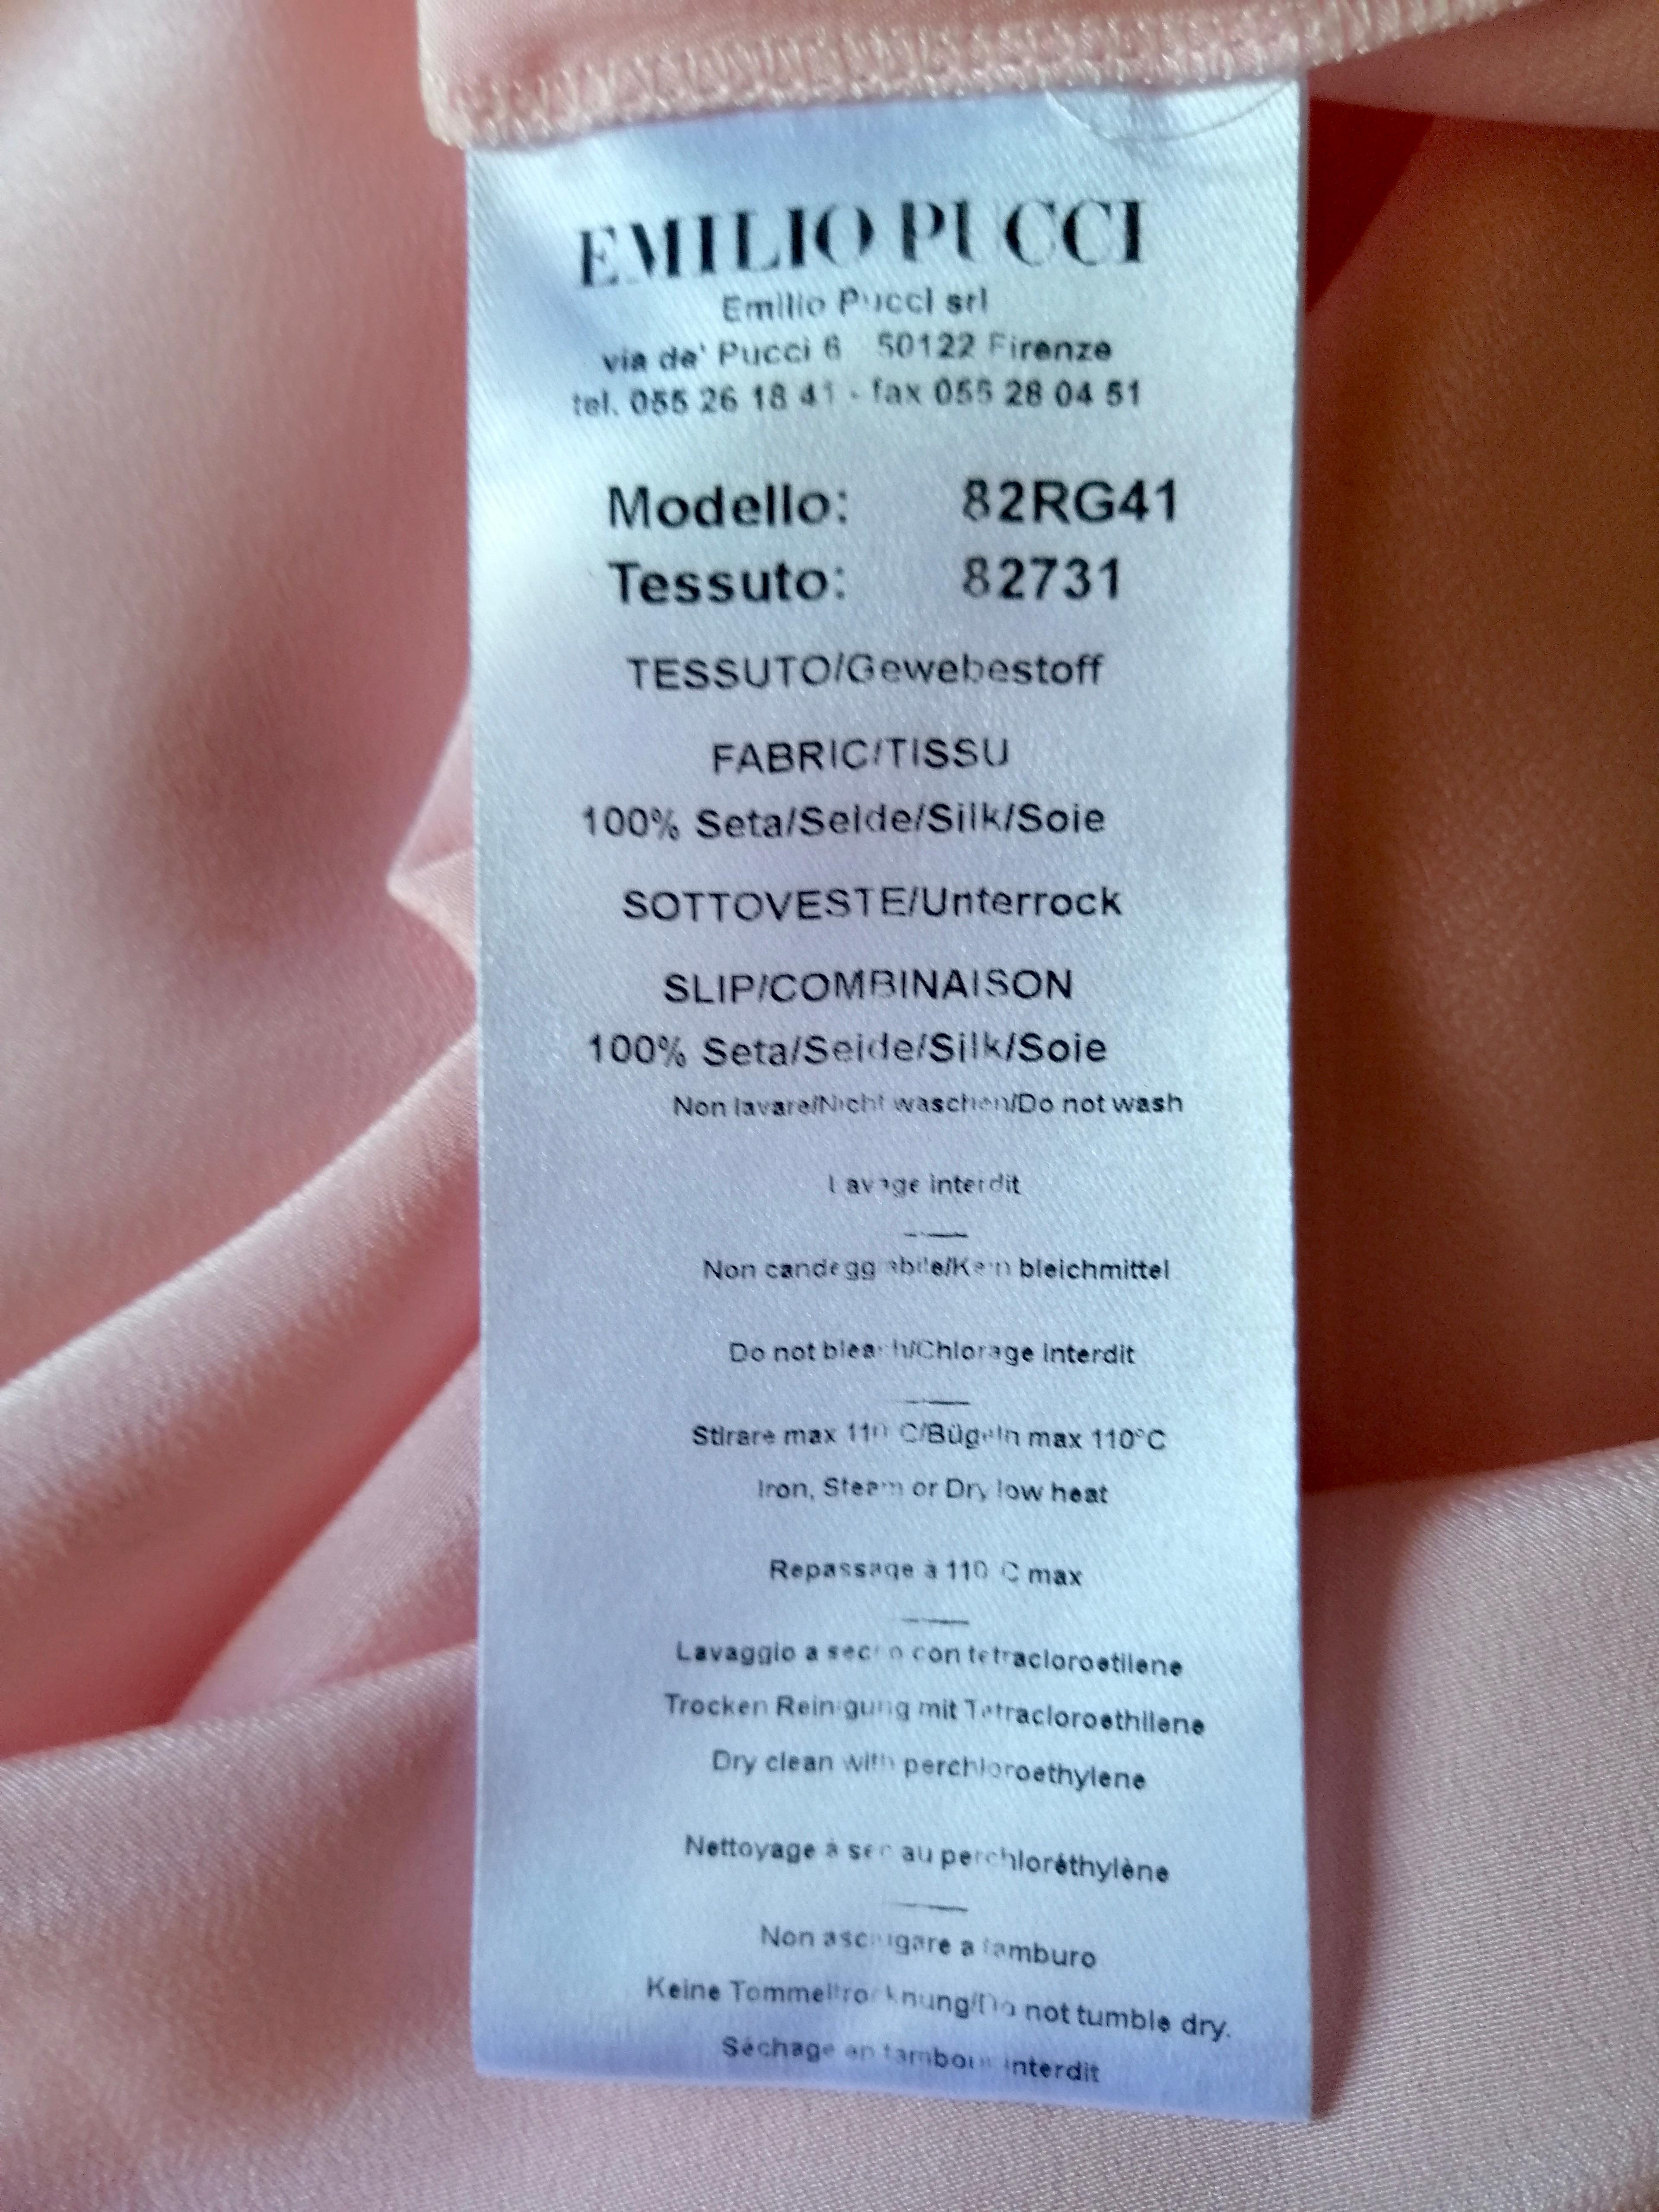 EMILIO PUCCI
Emilio Pucci srl
via de' Pucci 6 50122 Firenze
tel. 055 26 18 41 - fax 055 28 04 51
Modello: 82RG41
Tessuto: 82731
TESSUTO/Gewebestoff
FABRIC/TISSU
100% Seta/Seide/Silk/Soie
SOTTOVESTE/Unterrock
SLIP/COMBINAISON
100% Seta/Seide/Silk/Soie
Non lavare/Nicht waschen/Do not wash
Lavage interdit
Non candeggiabile/Kein bleichmittel
Do not bleach/Chlorage interdit
Stirare max 110°C/Bügeln max 110°C
Iron, Steam or Dry low heat
Repassage à 110°C max
Lavaggio a secco con tetracloroetilene
Trocken Reinigung mit Tetracloroethilene
Dry clean with perchloroethylene
Nettoyage à sec au perchloréthylène
Non asciugare a tamburo
Keine Tommeltrocknung/Do not tumble dry.
Séchage en tambour interdit